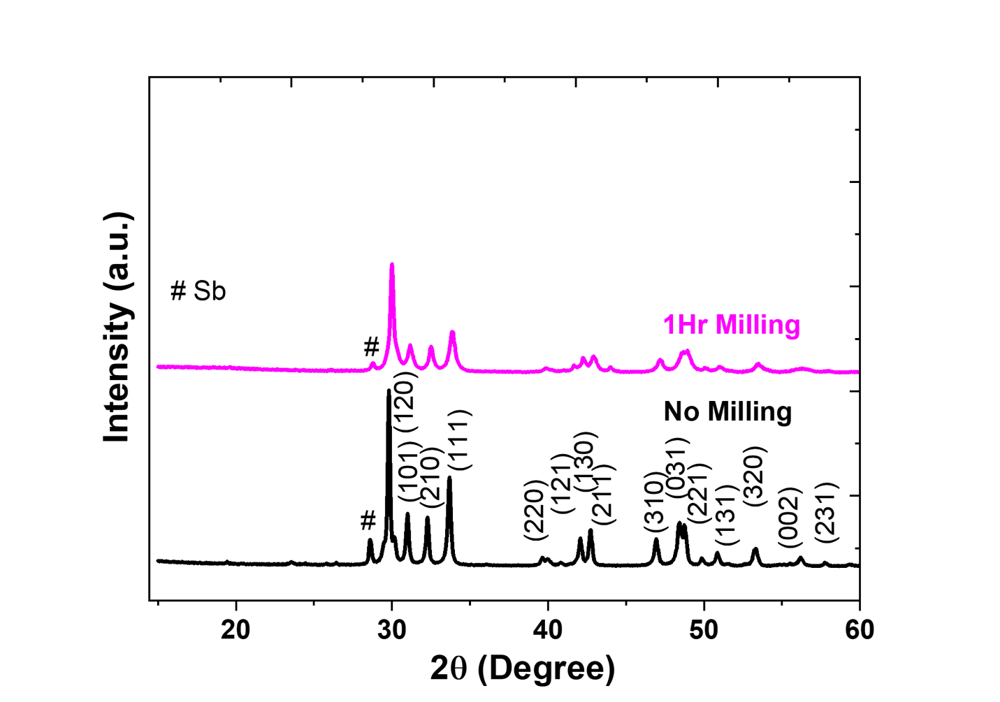 Intensity (a.u.)
# Sb
#
1Hr Milling
No Milling
#
(120)
(101)
(210)
(111)
(220)
(121)
(130)
(211)
(310)
(031)
(221)
(131)
(320)
(002)
(231)
20 30 40 50 60
2θ (Degree)